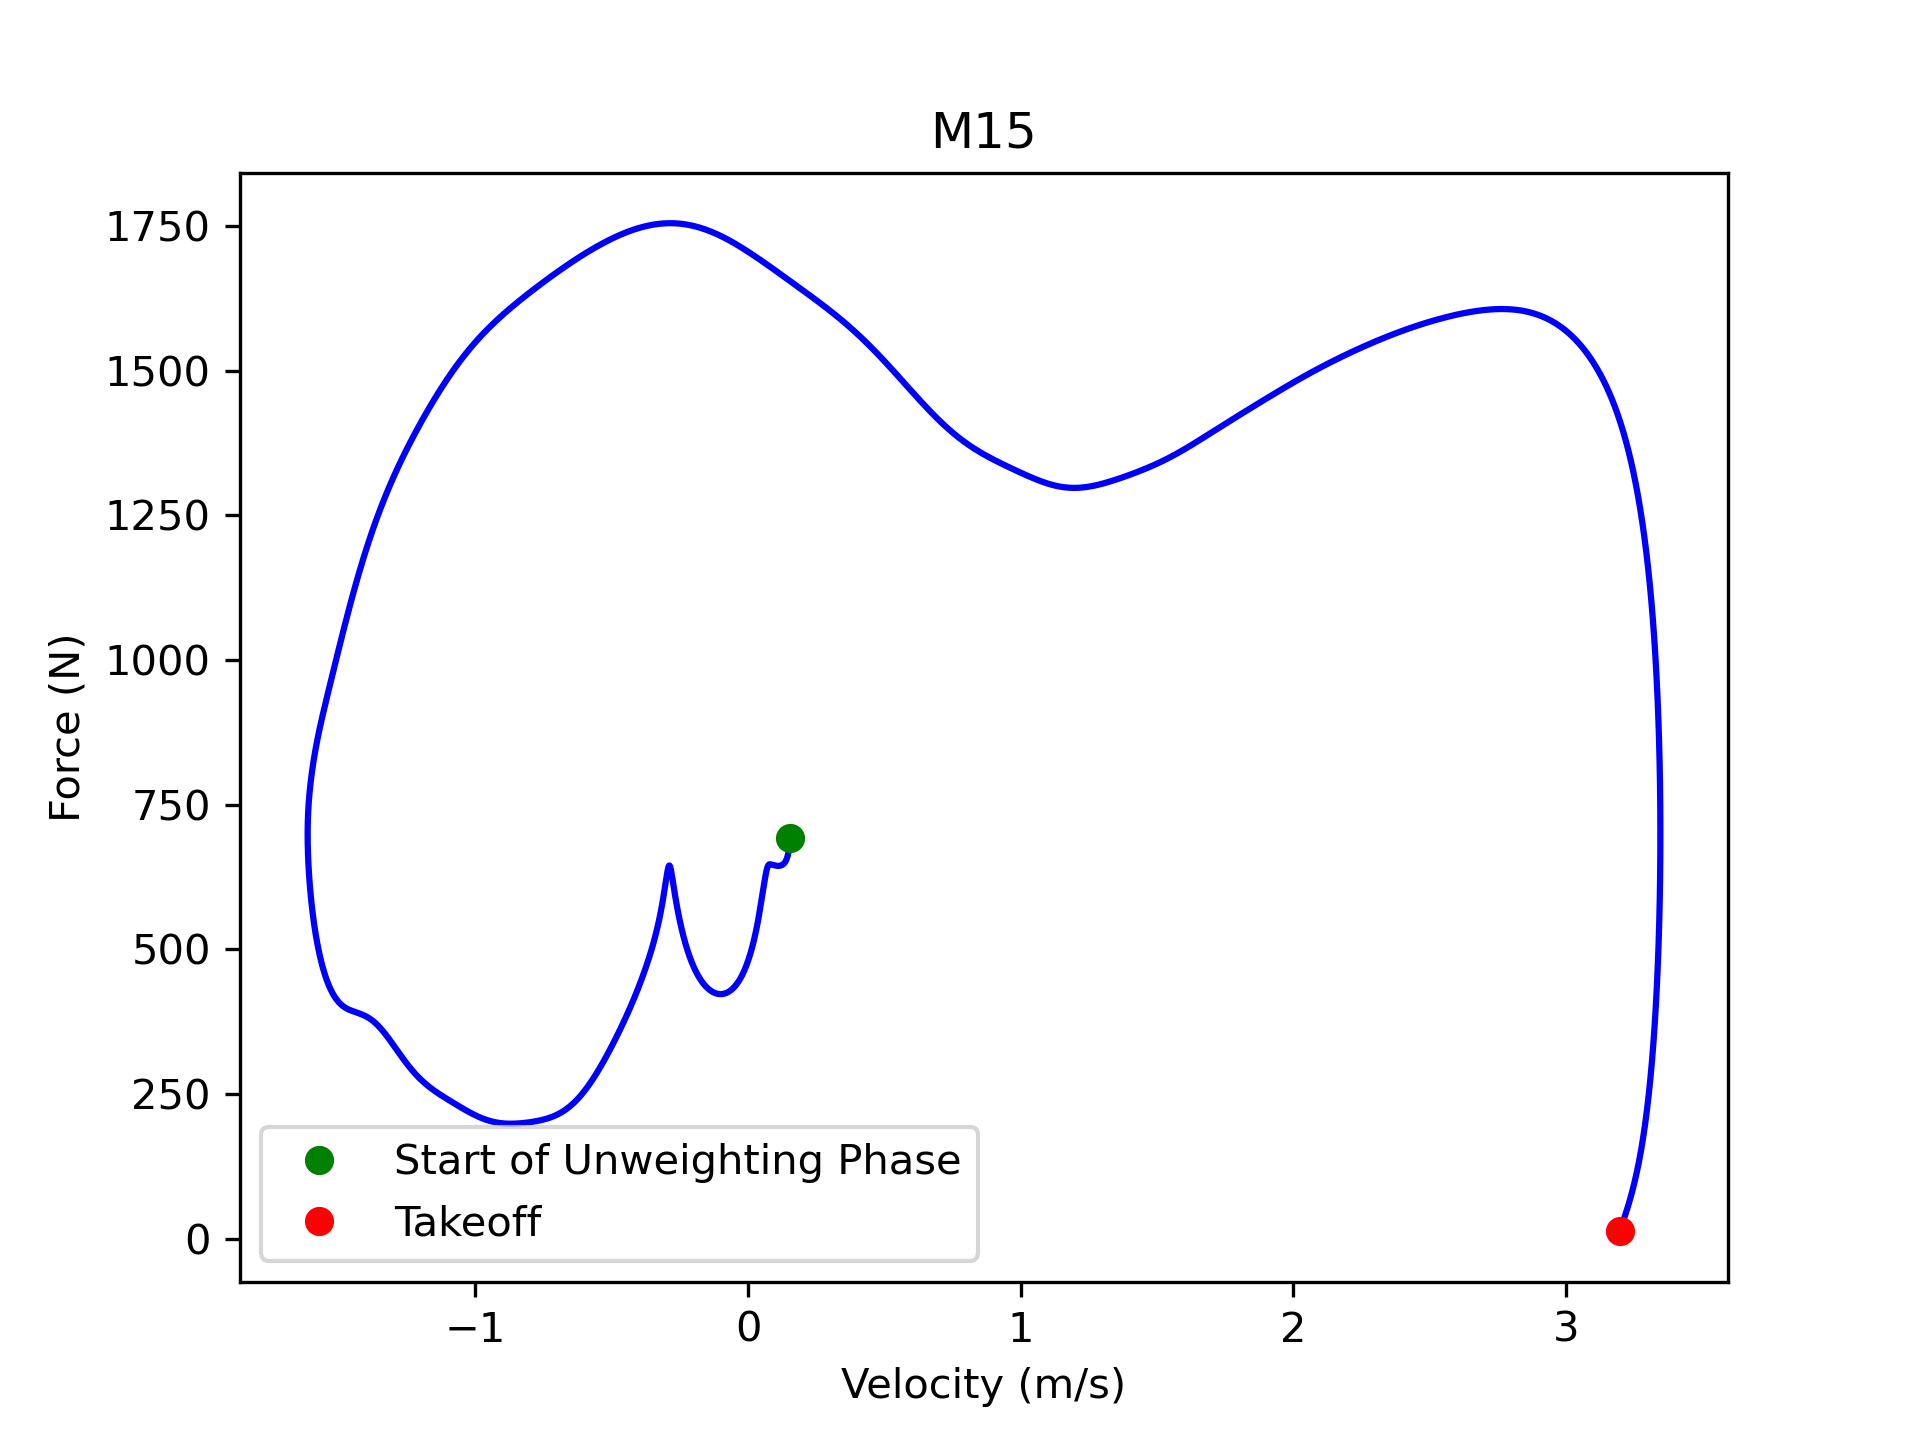 M15
1750
1500
1250
1000
750
500
250
0
Force (N)
−1 0 1 2 3
Velocity (m/s)
Start of Unweighting Phase
Takeoff